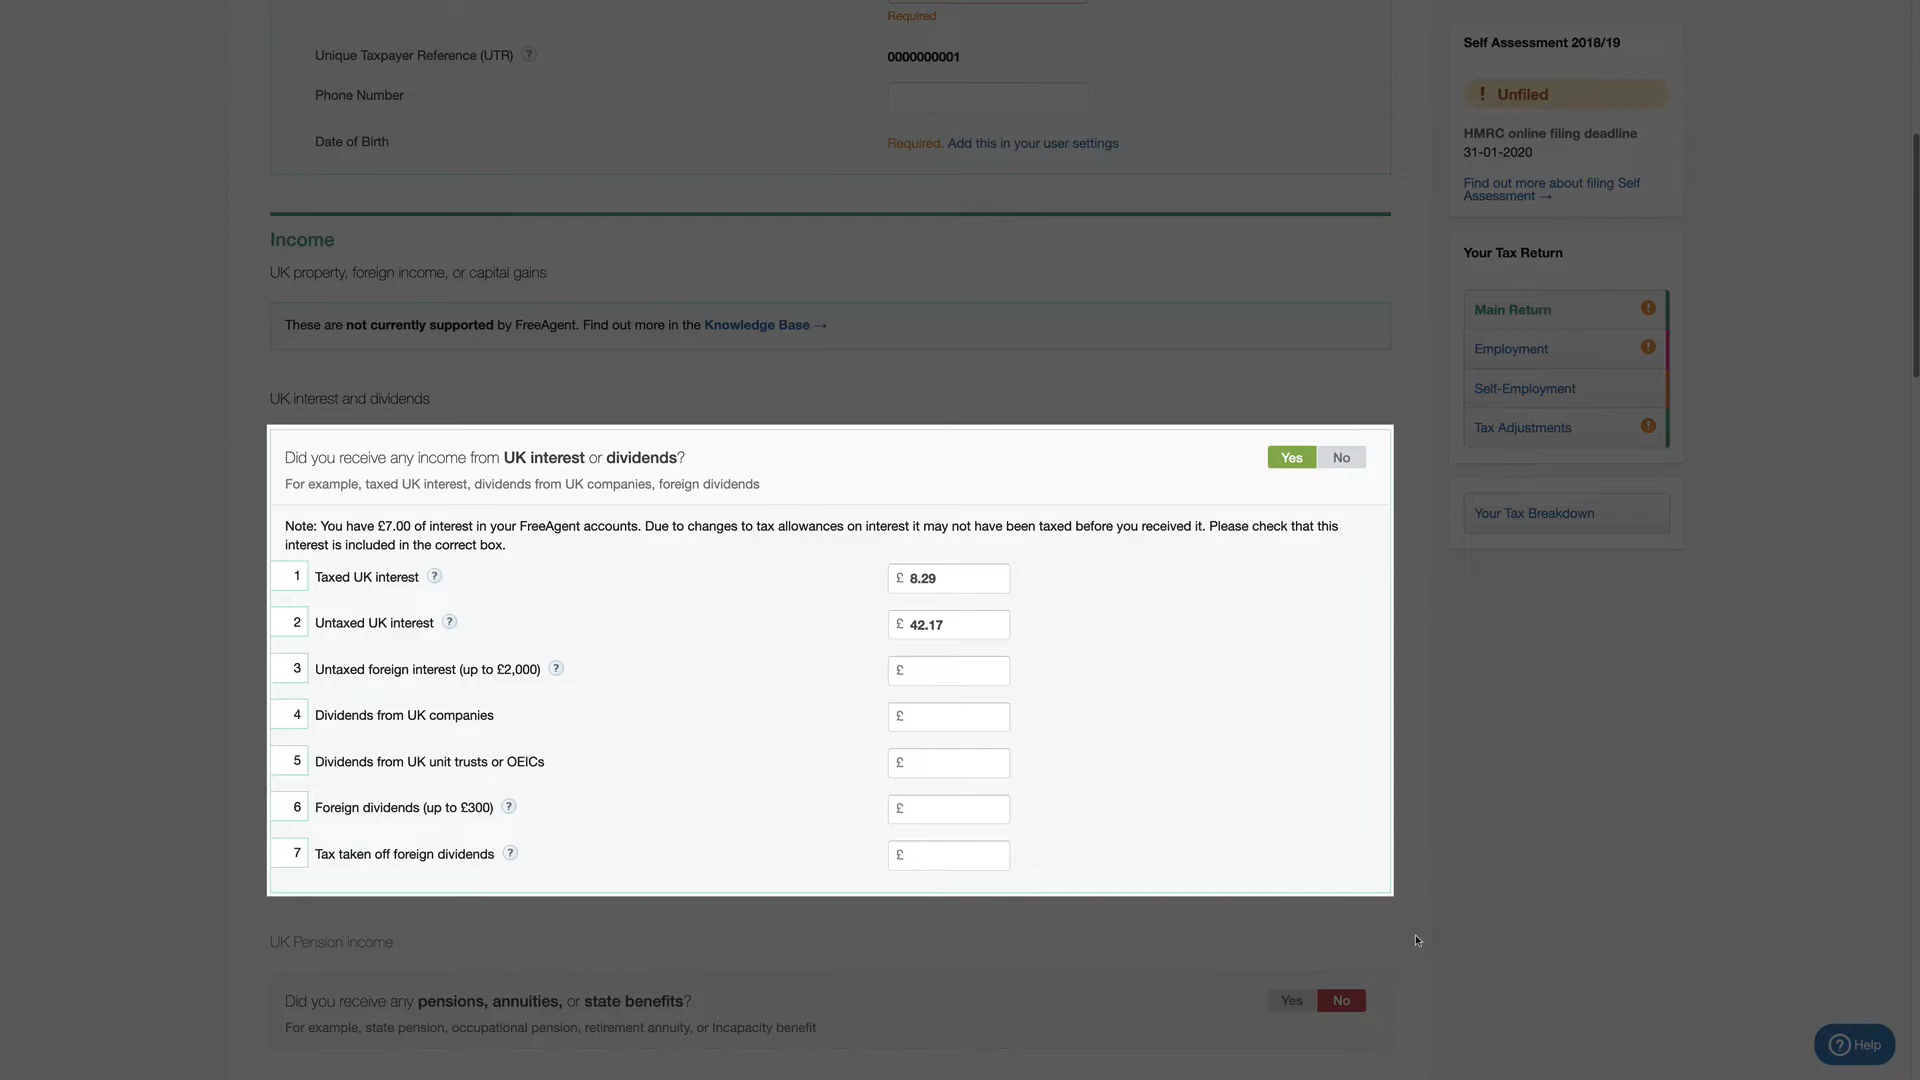 Required
Unique Taxpayer Reference (UTR) ?
0000000001
Phone Number
Date of Birth
Required. Add this in your user settings
Income
UK property, foreign income, or capital gains
These are not currently supported by FreeAgent. Find out more in the Knowledge Base →
UK interest and dividends
Did you receive any income from UK interest or dividends?
Yes No
For example, taxed UK interest, dividends from UK companies, foreign dividends
Note: You have £7.00 of interest in your FreeAgent accounts. Due to changes to tax allowances on interest it may not have been taxed before you received it. Please check that this
interest is included in the correct box.
1 Taxed UK interest ? £ 8.29
2 Untaxed UK interest ? £ 42.17
3 Untaxed foreign interest (up to £2,000) ? £
4 Dividends from UK companies £
5 Dividends from UK unit trusts or OEICs £
6 Foreign dividends (up to £300) ? £
7 Tax taken off foreign dividends ? £
UK Pension income
Did you receive any pensions, annuities, or state benefits?
Yes No
For example, state pension, occupational pension, retirement annuity, or Incapacity benefit
Self Assessment 2018/19
! Unfiled
HMRC online filing deadline
31-01-2020
Find out more about filing Self
Assessment →
Your Tax Return
Main Return !
Employment !
Self-Employment
Tax Adjustments !
Your Tax Breakdown
? Help